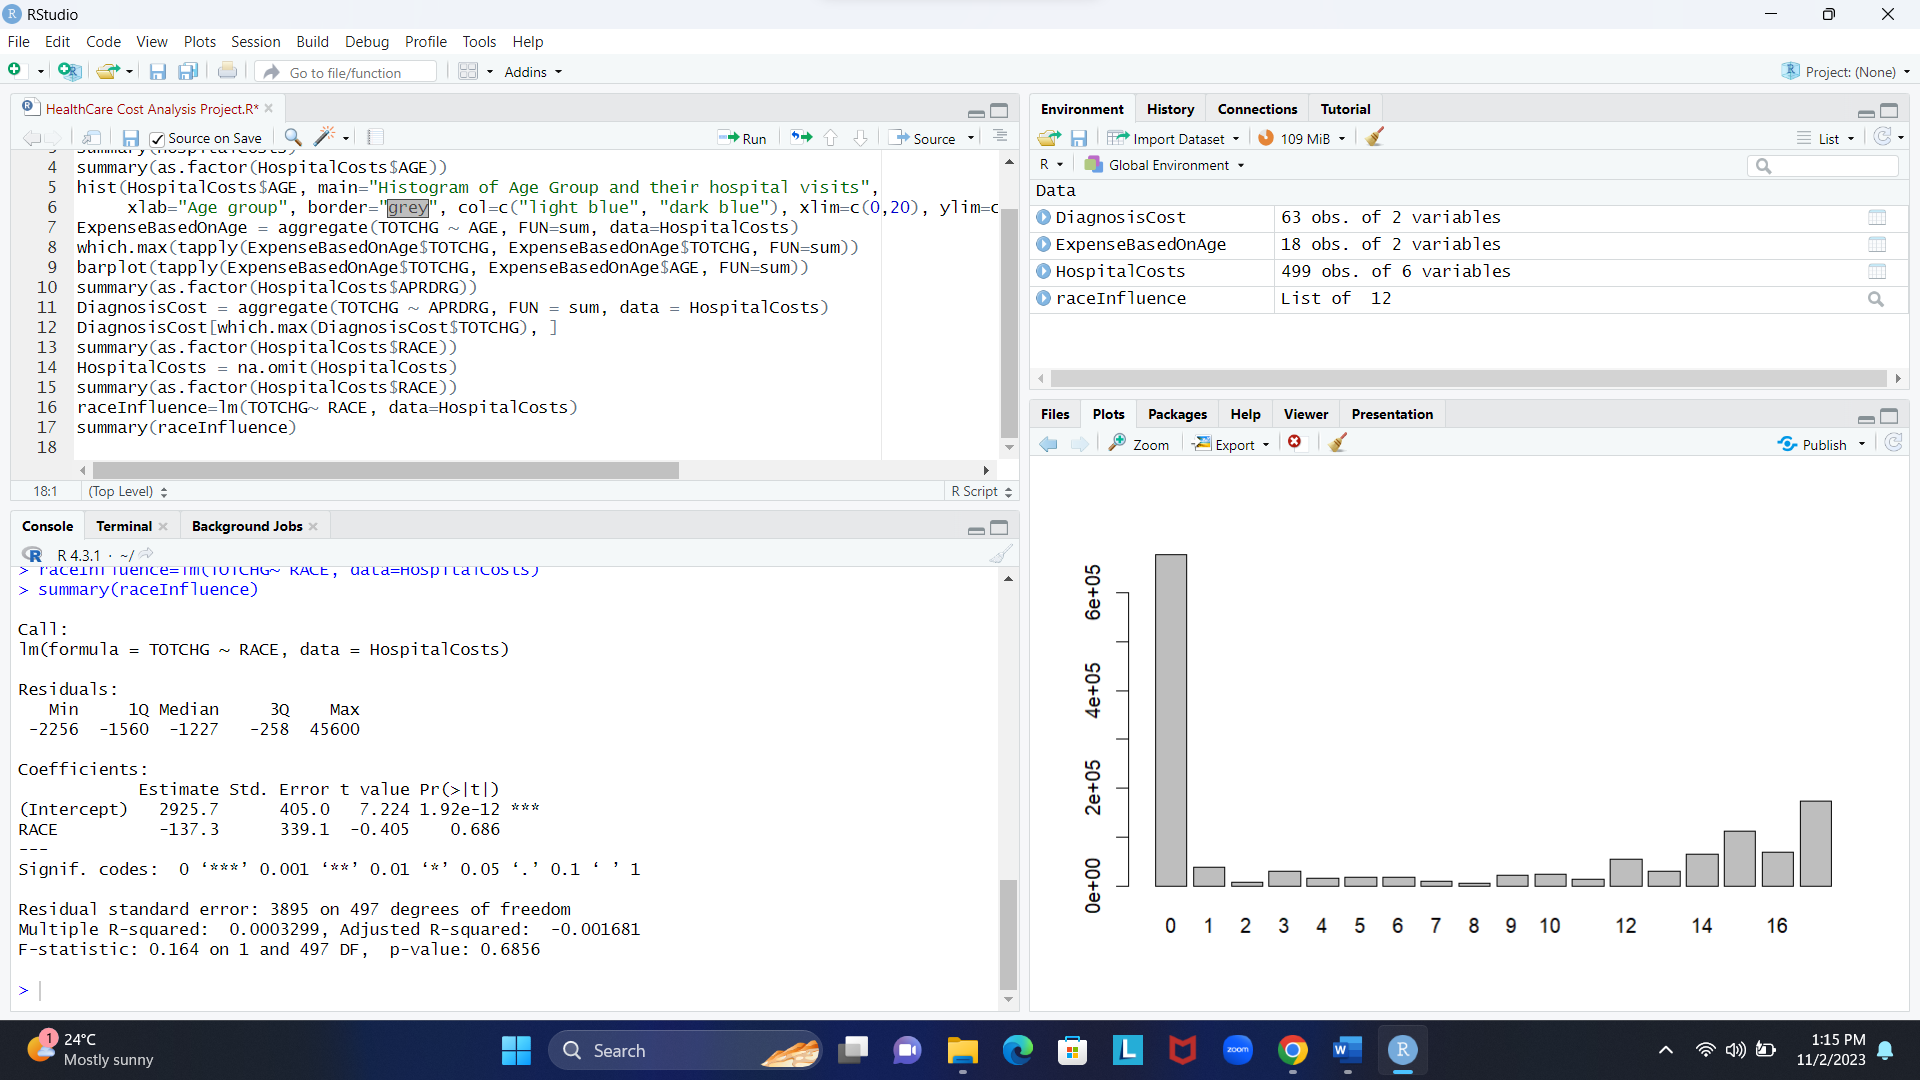 RStudio
File Edit Code View Plots Session Build Debug Profile Tools Help
Go to file/function Addins Project: (None)
HealthCare Cost Analysis Project.R*
Source on Save Run Source
4 summary(as.factor(HospitalCosts$AGE))
5 hist(HospitalCosts$AGE, main="Histogram of Age Group and their hospital visits",
6 xlab="Age group", border="grey", col=c("light blue", "dark blue"), xlim=c(0,20), ylim=c
7 ExpenseBasedOnAge = aggregate(TOTCHG ~ AGE, FUN=sum, data=HospitalCosts)
8 which.max(tapply(ExpenseBasedOnAge$TOTCHG, ExpenseBasedOnAge$TOTCHG, FUN=sum))
9 barplot(tapply(ExpenseBasedOnAge$TOTCHG, ExpenseBasedOnAge$AGE, FUN=sum))
10 summary(as.factor(HospitalCosts$APRDRG))
11 DiagnosisCost = aggregate(TOTCHG ~ APRDRG, FUN = sum, data = HospitalCosts)
12 DiagnosisCost[which.max(DiagnosisCost$TOTCHG), ]
13 summary(as.factor(HospitalCosts$RACE))
14 HospitalCosts = na.omit(HospitalCosts)
15 summary(as.factor(HospitalCosts$RACE))
16 raceInfluence=lm(TOTCHG~ RACE, data=HospitalCosts)
17 summary(raceInfluence)
18
18:1 (Top Level) R Script
Console Terminal Background Jobs
R 4.3.1 · ~/
> raceInfluence=lm(TOTCHG~ RACE, data=HospitalCosts)
> summary(raceInfluence)
Call:
lm(formula = TOTCHG ~ RACE, data = HospitalCosts)
Residuals:
Min 1Q Median 3Q Max
-2256 -1560 -1227 -258 45600
Coefficients:
Estimate Std. Error t value Pr(>|t|)
(Intercept) 2925.7 405.0 7.224 1.92e-12 ***
RACE -137.3 339.1 -0.405 0.686
---
Signif. codes: 0 ‘***’ 0.001 ‘**’ 0.01 ‘*’ 0.05 ‘.’ 0.1 ‘ ’ 1
Residual standard error: 3895 on 497 degrees of freedom
Multiple R-squared: 0.0003299, Adjusted R-squared: -0.001681
F-statistic: 0.164 on 1 and 497 DF, p-value: 0.6856
>
Environment History Connections Tutorial
Import Dataset 109 MiB List
R Global Environment
Data
DiagnosisCost 63 obs. of 2 variables
ExpenseBasedOnAge 18 obs. of 2 variables
HospitalCosts 499 obs. of 6 variables
raceInfluence List of 12
Files Plots Packages Help Viewer Presentation
Zoom Export Publish
6e+05
4e+05
2e+05
0e+00
0 1 2 3 4 5 6 7 8 9 10 12 14 16
1 24°C
Mostly sunny
Search
zoom
1:15 PM
11/2/2023